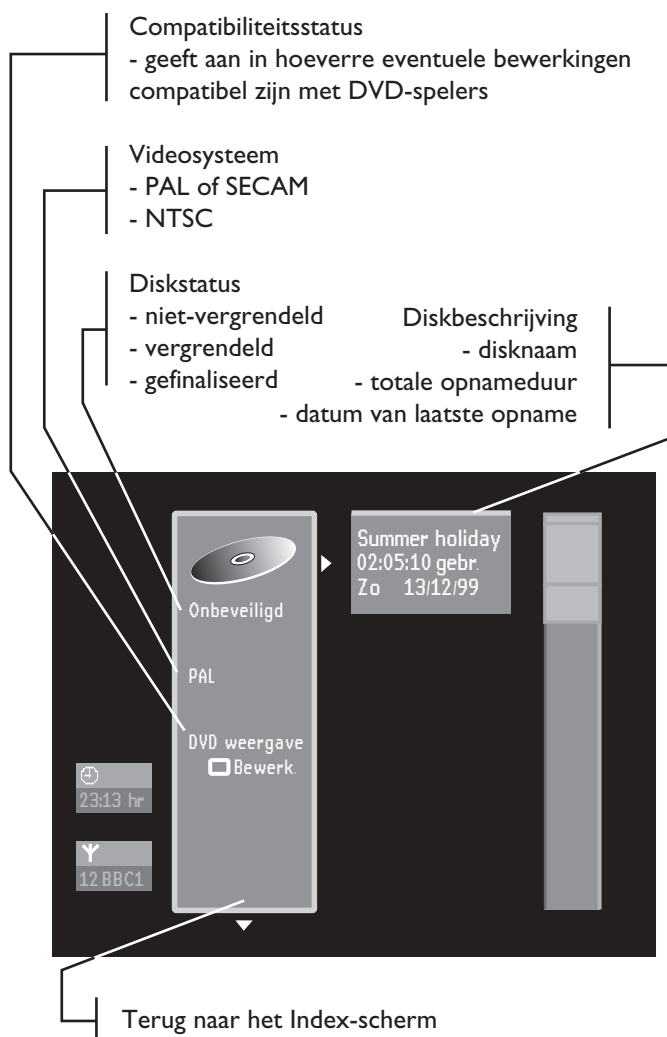 Compatibiliteitsstatus
- geeft aan in hoeverre eventuele bewerkingen
compatibel zijn met DVD-spelers
Videosysteem
- PAL of SECAM
- NTSC
Diskstatus
- niet-vergrendeld
- vergrendeld
- gefinaliseerd
Diskbeschrijving
- disknaam
- totale opnameduur
- datum van laatste opname
Summer holiday
02:05:10 gebr.
Zo 13/12/99
Onbeveiligd
PAL
DVD weergave
Bewerk.
23:13 hr
12 BBC1
Terug naar het Index-scherm